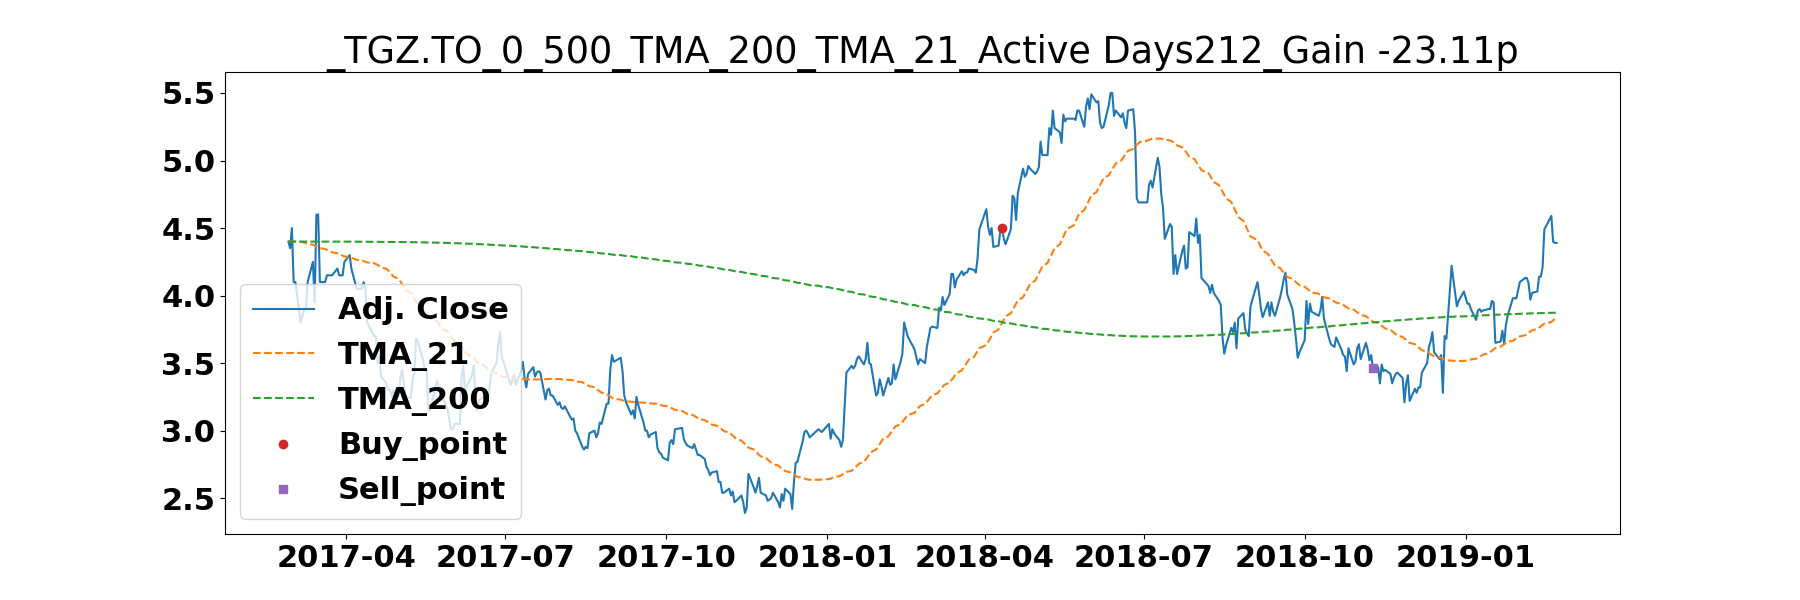 _TGZ.TO_0_500_TMA_200_TMA_21_Active Days212_Gain -23.11p
5.5
5.0
4.5
4.0
3.5
3.0
2.5
Adj. Close
TMA_21
TMA_200
Buy_point
Sell_point
2017-04 2017-07 2017-10 2018-01 2018-04 2018-07 2018-10 2019-01